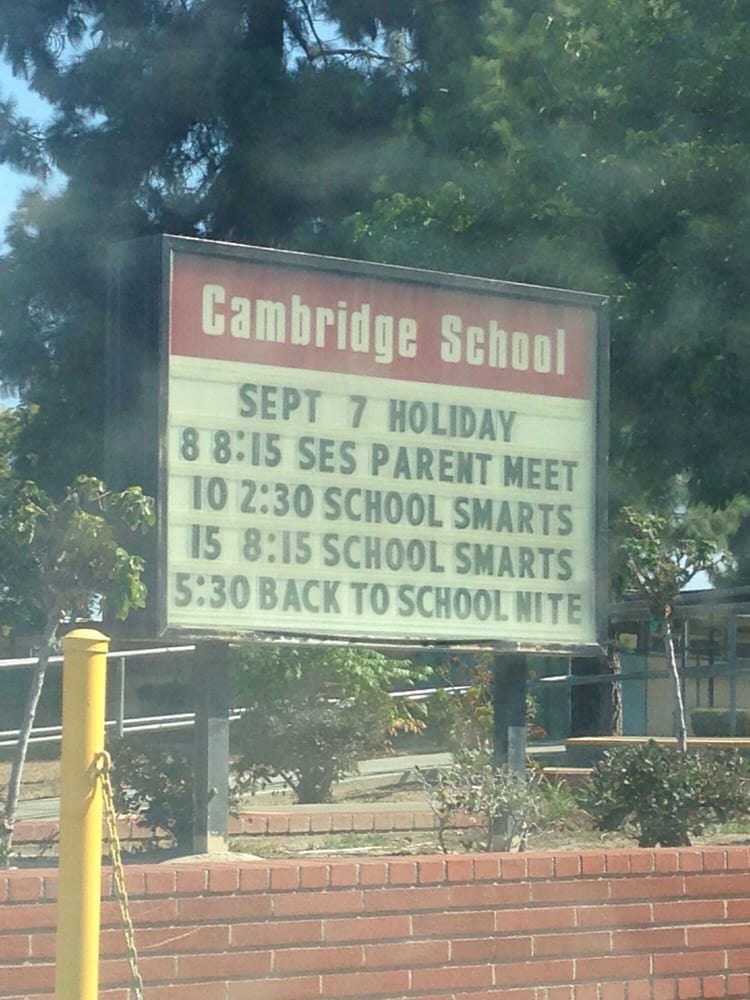 Cambridge School
SEPT 7 HOLIDAY
8 8:15 SES PARENT MEET
10 2:30 SCHOOL SMARTS
15 8:15 SCHOOL SMARTS
5:30 BACK TO SCHOOL NITE